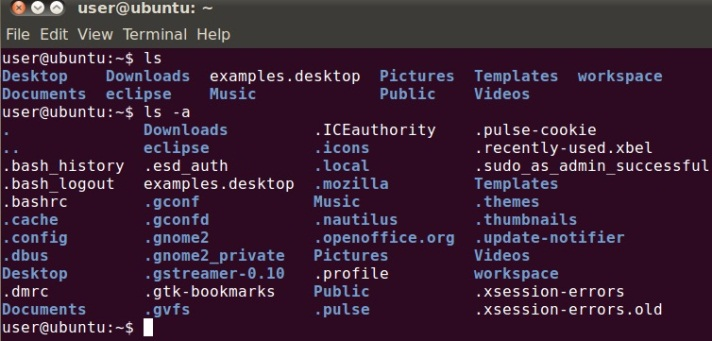 user@ubuntu: ~
File Edit View Terminal Help
user@ubuntu:~$ ls
Desktop Downloads examples.desktop Pictures Templates workspace
Documents eclipse Music Public Videos
user@ubuntu:~$ ls -a
. Downloads .ICEauthority .pulse-cookie
.. eclipse .icons .recently-used.xbel
.bash_history .esd_auth .local .sudo_as_admin_successful
.bash_logout examples.desktop .mozilla Templates
.bashrc .gconf Music .themes
.cache .gconfd .nautilus .thumbnails
.config .gnome2 .openoffice.org .update-notifier
.dbus .gnome2_private Pictures Videos
Desktop .gstreamer-0.10 .profile workspace
.dmrc .gtk-bookmarks Public .xsession-errors
Documents .gvfs .pulse .xsession-errors.old
user@ubuntu:~$